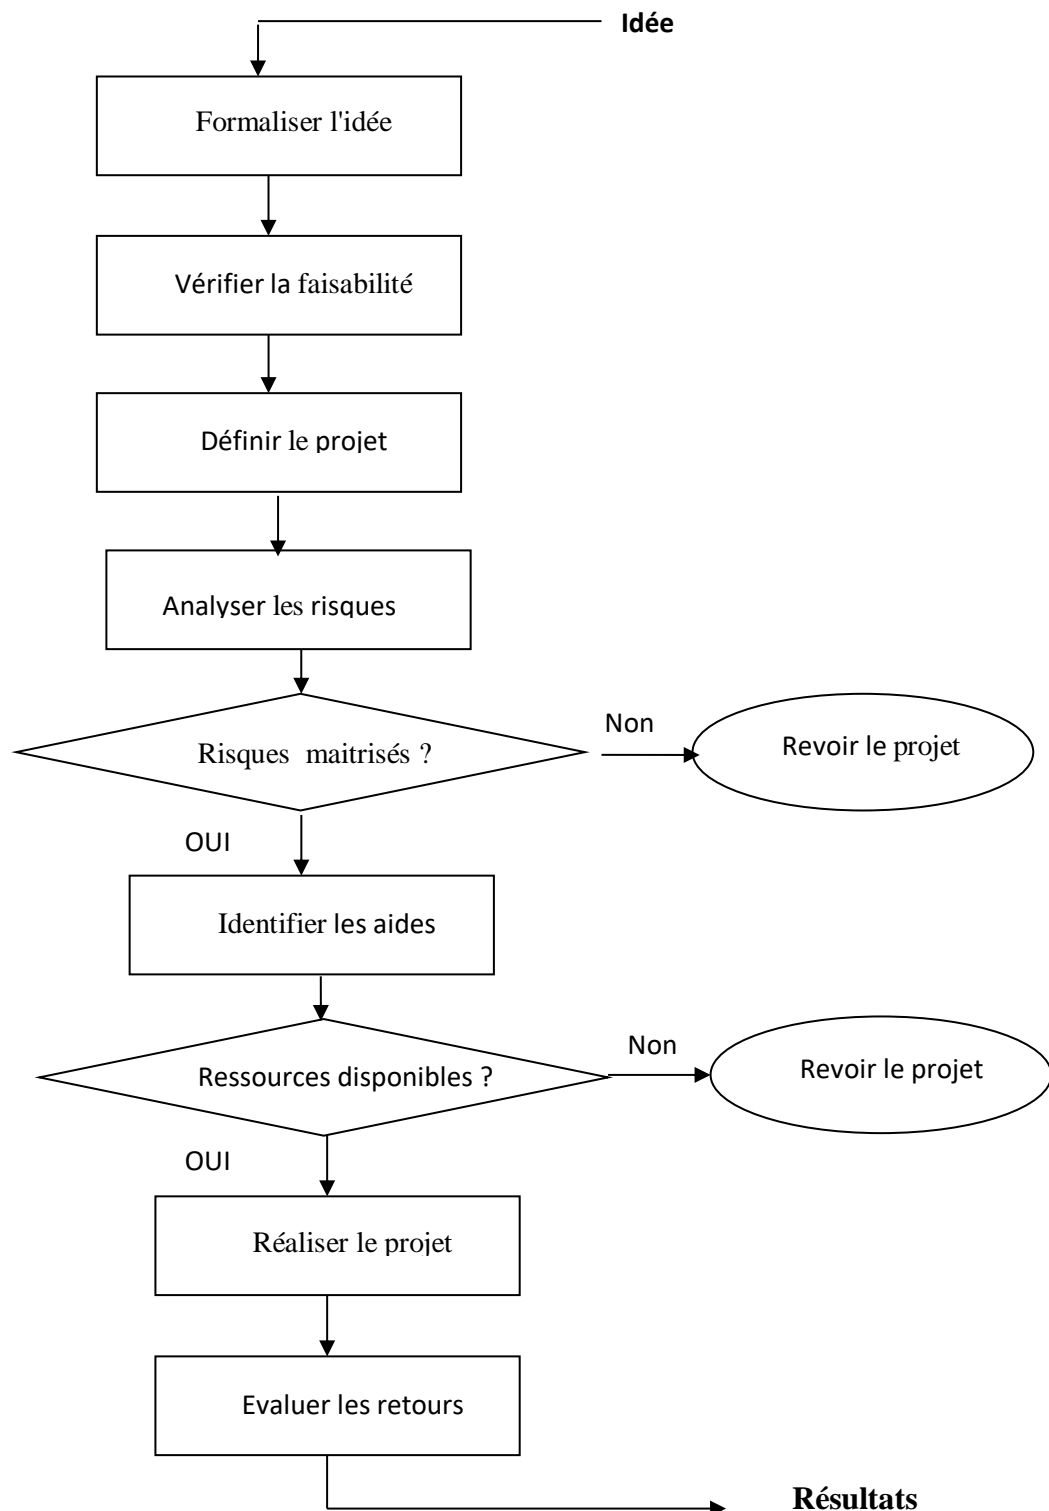 Idée
Formaliser l'idée
Vérifier la faisabilité
Définir le projet
Analyser les risques
Risques maitrisés ?
Non
Revoir le projet
OUI
Identifier les aides
Ressources disponibles ?
Non
Revoir le projet
OUI
Réaliser le projet
Evaluer les retours
Résultats